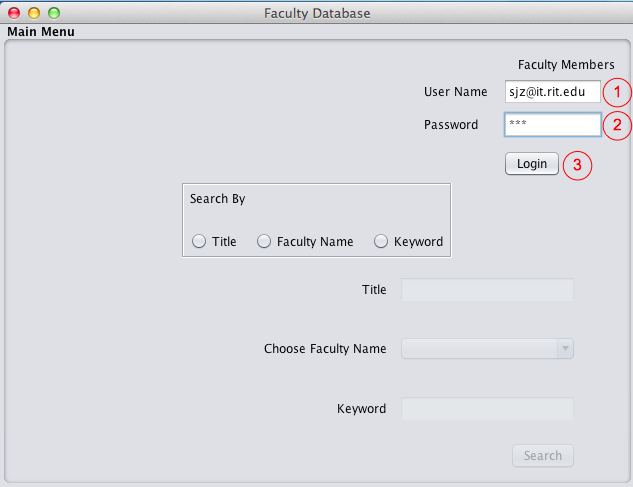 Faculty Database
Main Menu
Faculty Members
User Name sjz@it.rit.edu 1
Password *** 2
Login 3
Search By
Title Faculty Name Keyword
Title
Choose Faculty Name
Keyword
Search